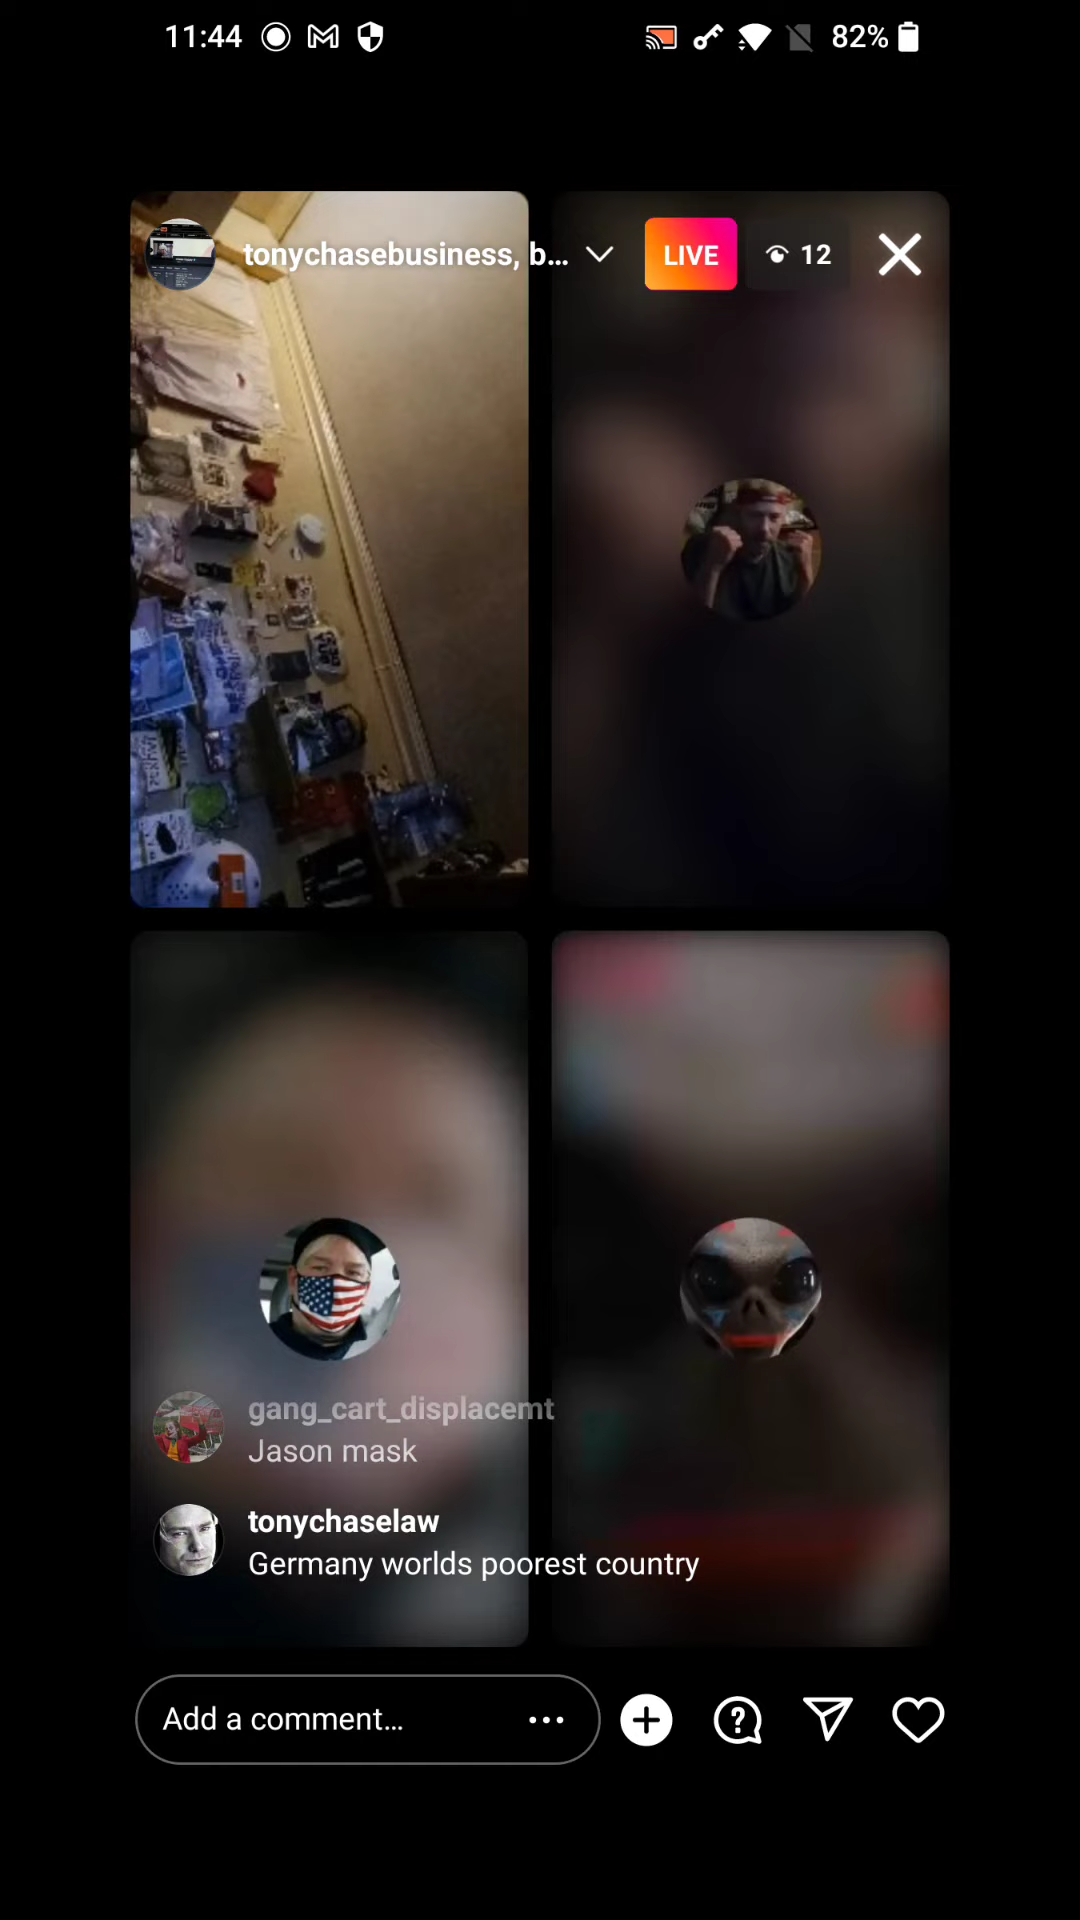 11:44
82%
tonychasebusiness, b...
LIVE
12
gang_cart_displacemt
Jason mask
tonychaselaw
Germany worlds poorest country
Add a comment...